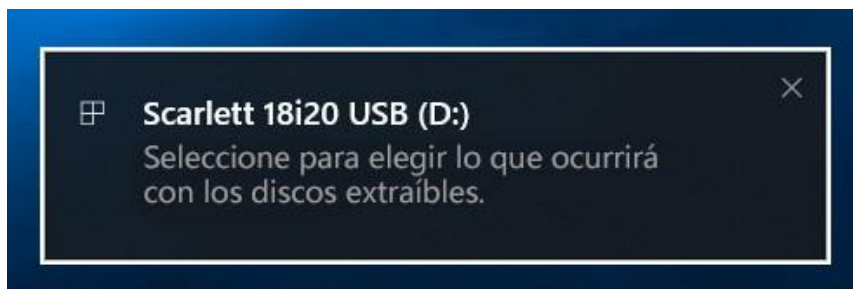 Scarlett 18i20 USB (D:)
Seleccione para elegir lo que ocurrirá
con los discos extraíbles.